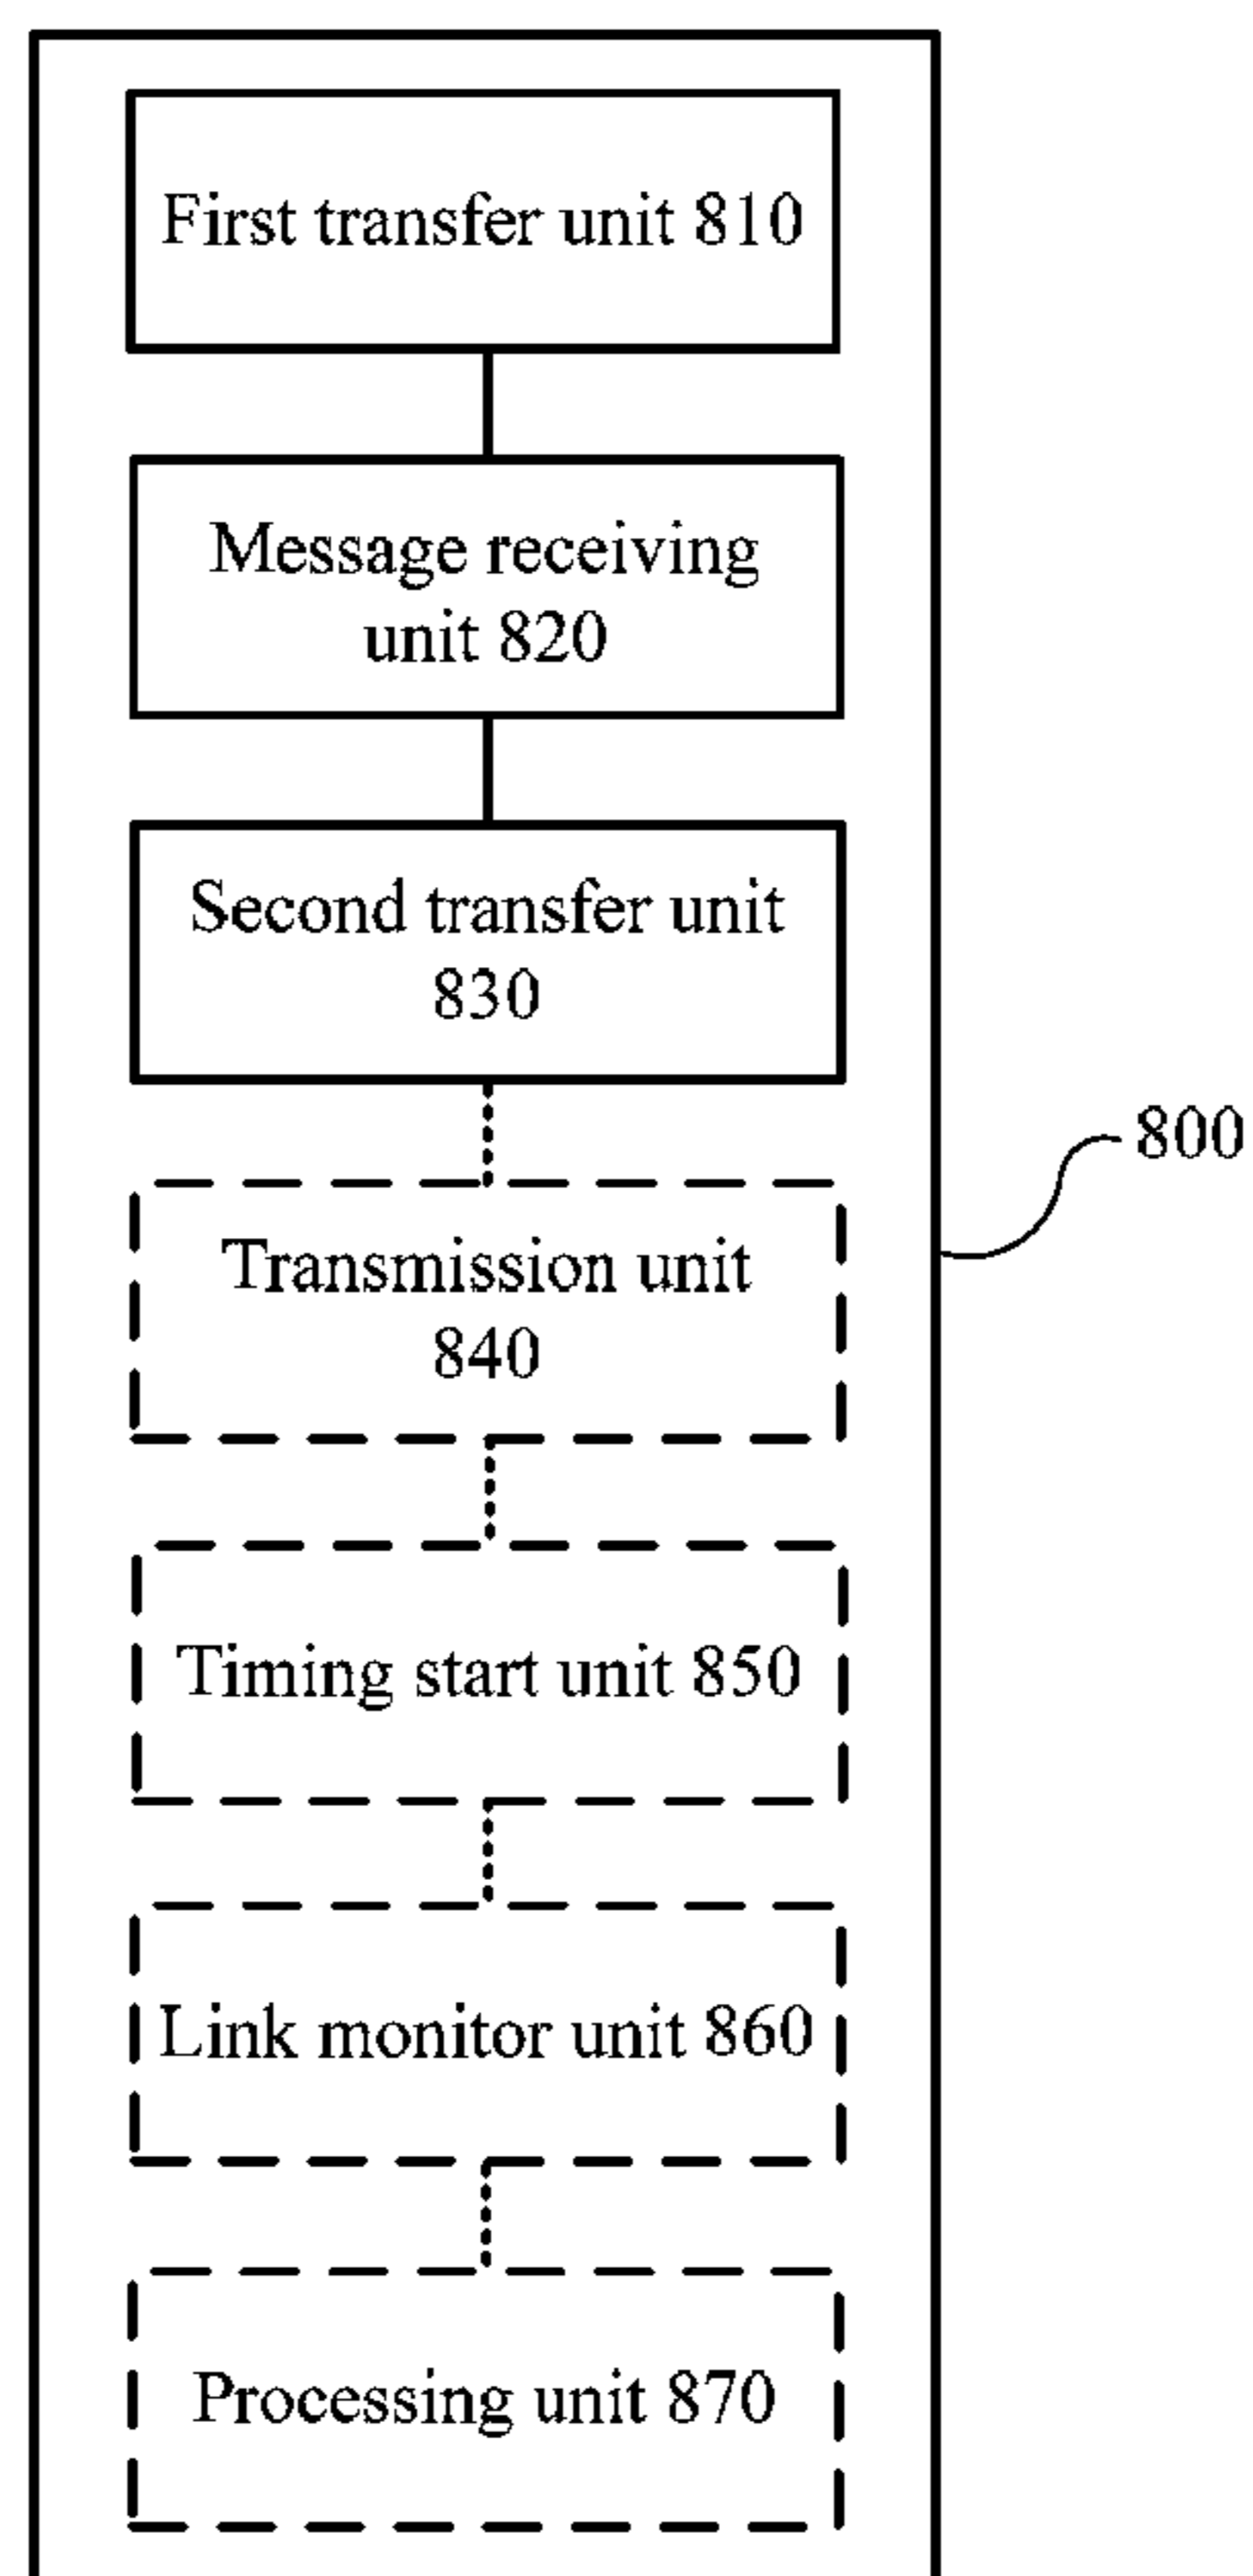 First transfer unit 810
Message receiving
unit 820
Second transfer unit
830
800
Transmission unit
840
Timing start unit 850
Link monitor unit 860
Processing unit 870